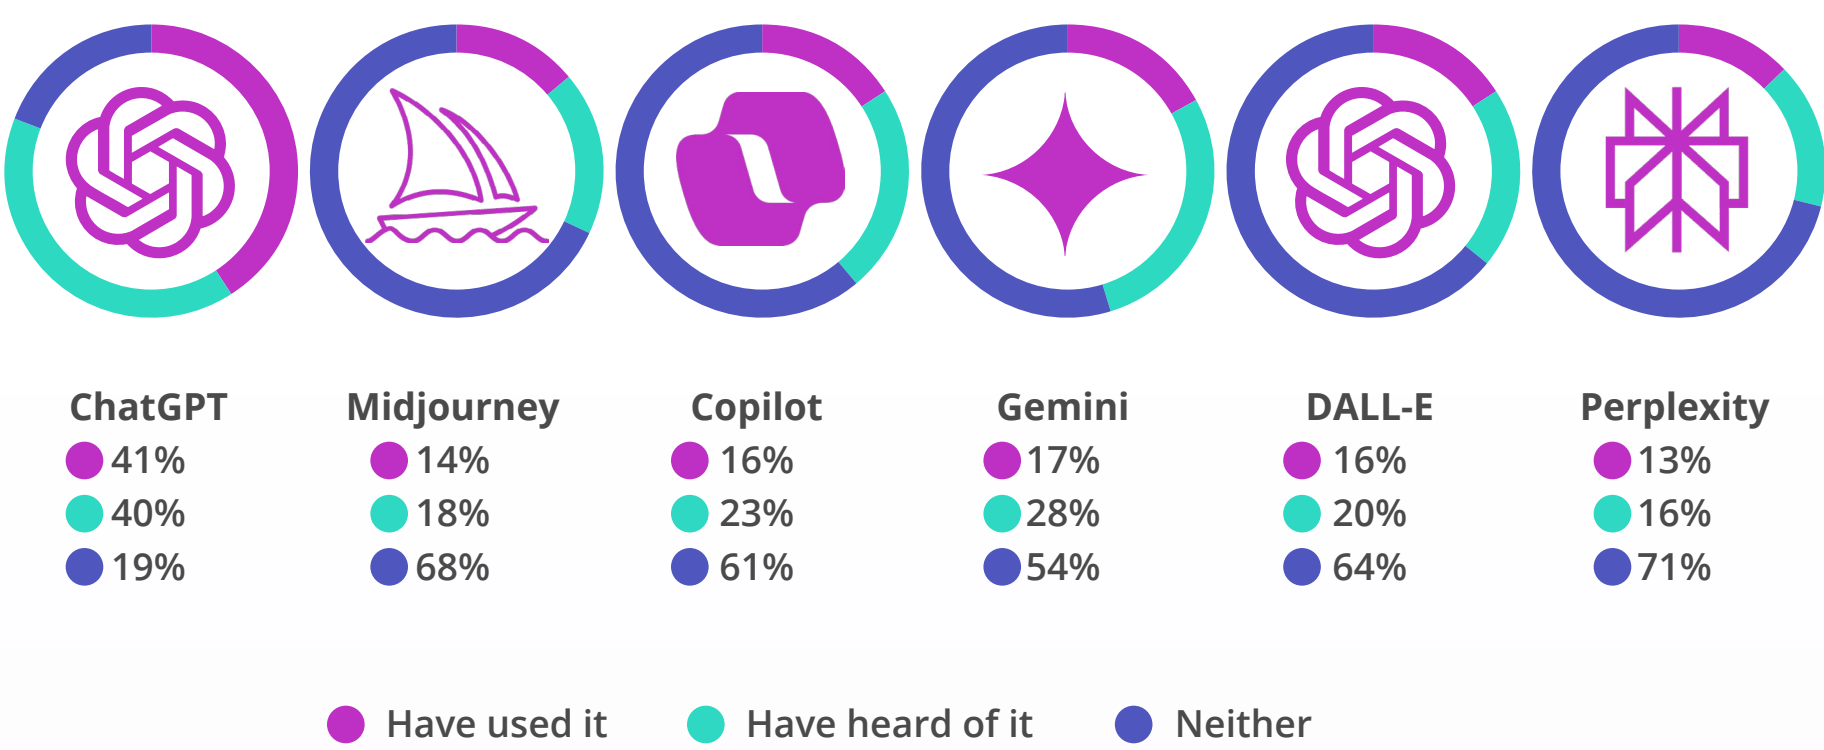 ChatGPT
41%
40%
19%
Midjourney
14%
18%
68%
Copilot
16%
23%
61%
Gemini
17%
28%
54%
DALL-E
16%
20%
64%
Perplexity
13%
16%
71%
Have used it
Have heard of it
Neither